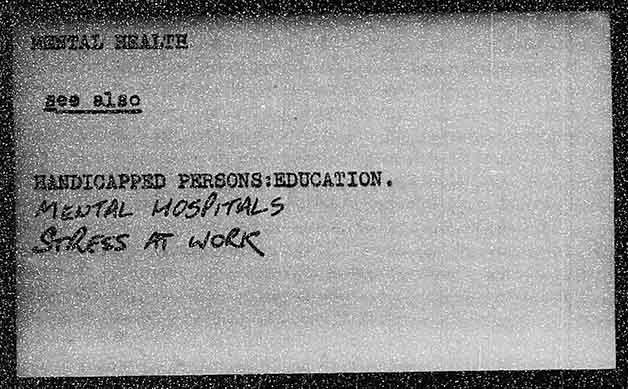 MENTAL HEALTH
see also
HANDICAPPED PERSONS:EDUCATION.
MENTAL HOSPITALS
STRESS AT WORK